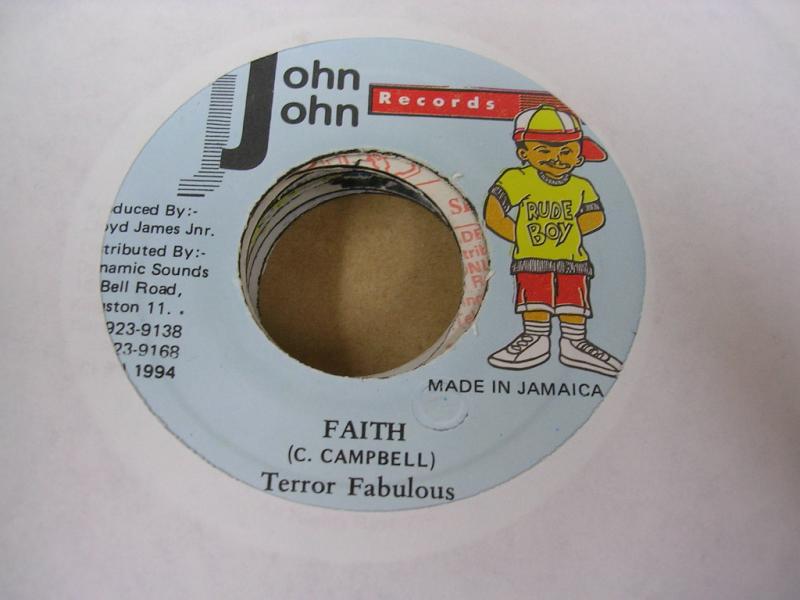 John
John
Records
RUDE
BOY
oduced By:-
oyd James Jnr.
tributed By:-
namic Sounds
Bell Road,
ston 11.
923-9138
23-9168
1994
MADE IN JAMAICA
FAITH
(C. CAMPBELL)
Terror Fabulous